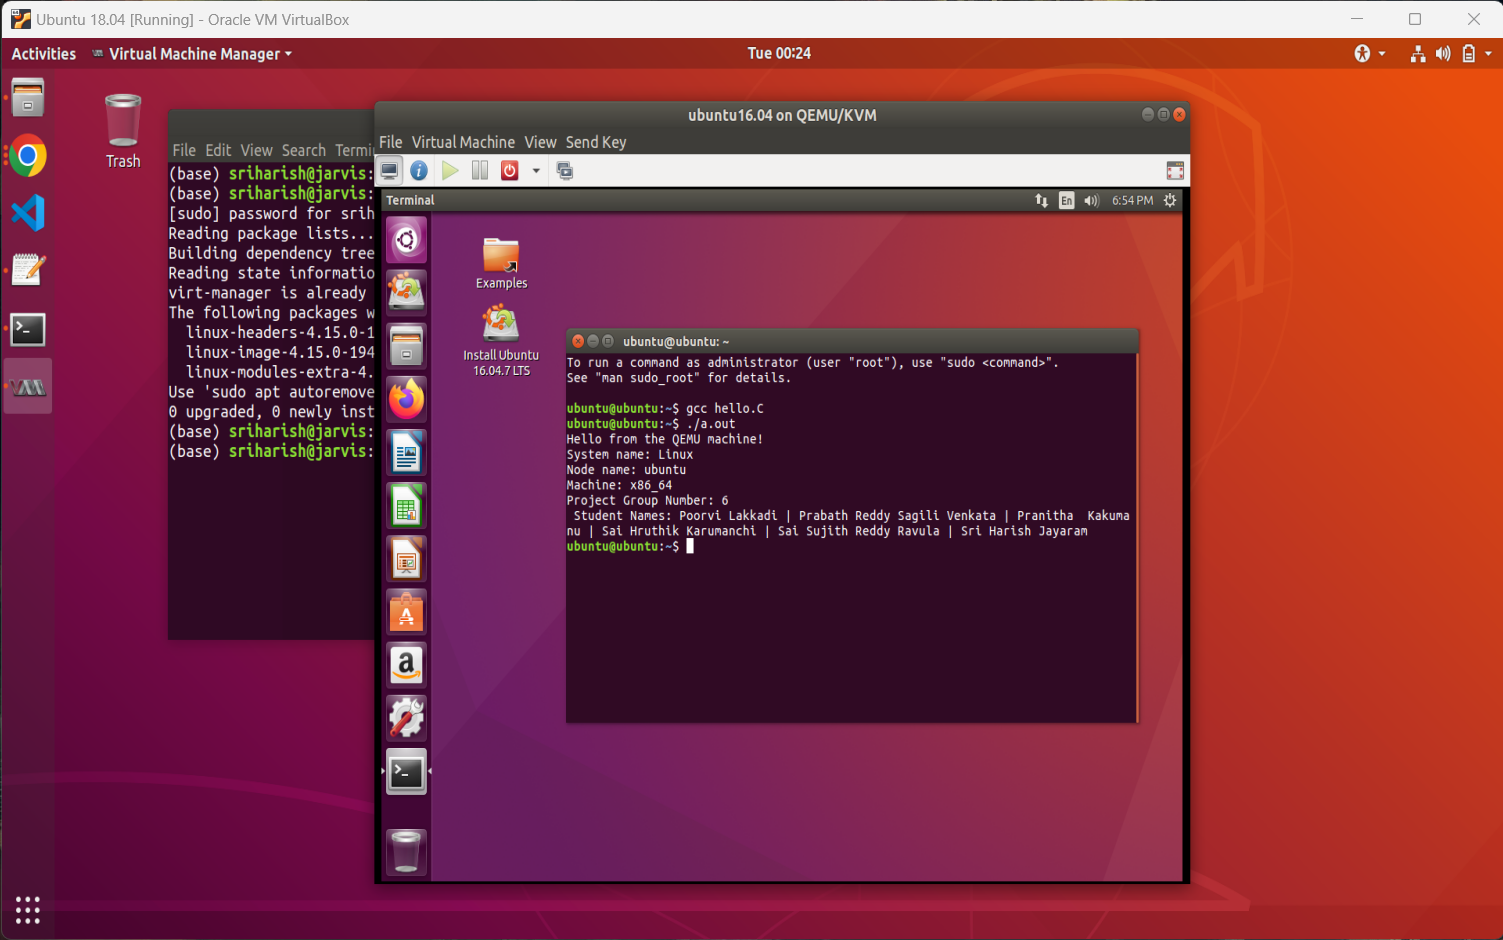 Ubuntu 18.04 [Running] - Oracle VM VirtualBox
Activities
Virtual Machine Manager
Tue 00:24
Trash
File Edit View Search Termi
(base) sriharish@jarvis:
(base) sriharish@jarvis:
[sudo] password for srih
Reading package lists...
Building dependency tree
Reading state informatio
virt-manager is already
The following packages w
linux-headers-4.15.0-1
linux-image-4.15.0-194
linux-modules-extra-4.
Use 'sudo apt autoremove
0 upgraded, 0 newly inst
(base) sriharish@jarvis:
(base) sriharish@jarvis:
ubuntu16.04 on QEMU/KVM
File Virtual Machine View Send Key
Terminal
En
6:54 PM
Examples
Install Ubuntu
16.04.7 LTS
ubuntu@ubuntu: ~
To run a command as administrator (user "root"), use "sudo <command>".
See "man sudo_root" for details.
ubuntu@ubuntu:~$ gcc hello.C
ubuntu@ubuntu:~$ ./a.out
Hello from the QEMU machine!
System name: Linux
Node name: ubuntu
Machine: x86_64
Project Group Number: 6
Student Names: Poorvi Lakkadi | Prabath Reddy Sagili Venkata | Pranitha  Kakuma
nu | Sai Hruthik Karumanchi | Sai Sujith Reddy Ravula | Sri Harish Jayaram
ubuntu@ubuntu:~$